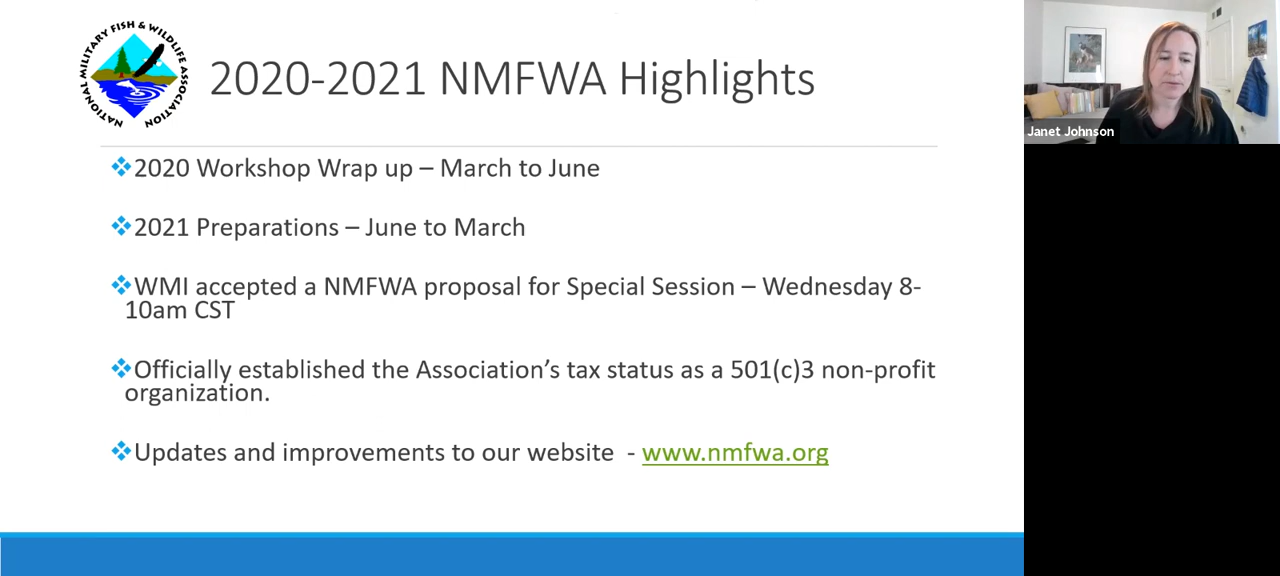 NATIONAL MILITARY FISH & WILDLIFE ASSOCIATION
2020-2021 NMFWA Highlights
Janet Johnson
2020 Workshop Wrap up – March to June
2021 Preparations – June to March
WMI accepted a NMFWA proposal for Special Session – Wednesday 8-
10am CST
Officially established the Association’s tax status as a 501(c)3 non-profit
organization.
Updates and improvements to our website - www.nmfwa.org